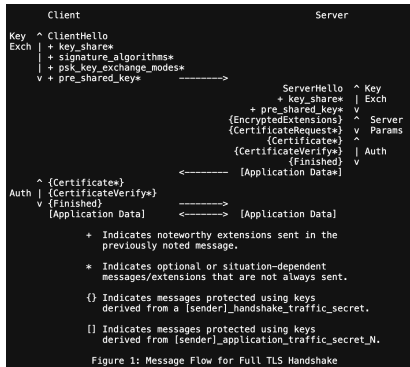 Client Server
Key ^ ClientHello
Exch | + key_share*
| + signature_algorithms*
| + psk_key_exchange_modes*
v + pre_shared_key* -------->
ServerHello ^ Key
+ key_share* | Exch
+ pre_shared_key* v
{EncryptedExtensions} ^ Server
{CertificateRequest*} v Params
{Certificate*} ^
{CertificateVerify*} | Auth
{Finished} v
<-------- [Application Data*]
^ {Certificate*}
Auth | {CertificateVerify*}
v {Finished} -------->
[Application Data] <-------> [Application Data]
+ Indicates noteworthy extensions sent in the
previously noted message.
* Indicates optional or situation-dependent
messages/extensions that are not always sent.
{} Indicates messages protected using keys
derived from a [sender]_handshake_traffic_secret.
[] Indicates messages protected using keys
derived from [sender]_application_traffic_secret_N.
Figure 1: Message Flow for Full TLS Handshake